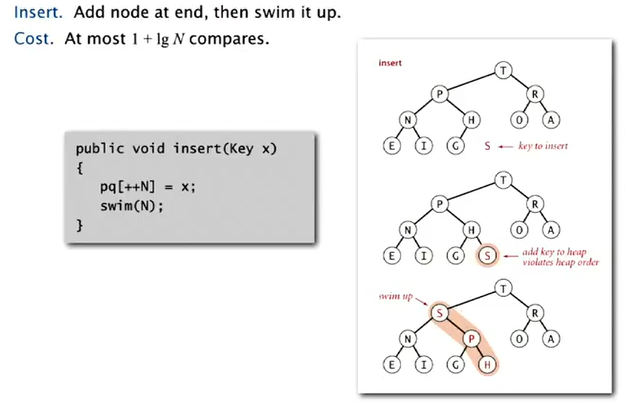 Insert. Add node at end, then swim it up.
Cost. At most 1 + lg N compares.
public void insert(Key x)
{
pq[++N] = x;
swim(N);
}
insert
T
P R
N H O A
E I G S ← key to insert
T
P R
N H O A
E I G S ← add key to heap
violates heap order
swim up
T
S R
N P O A
E I G H